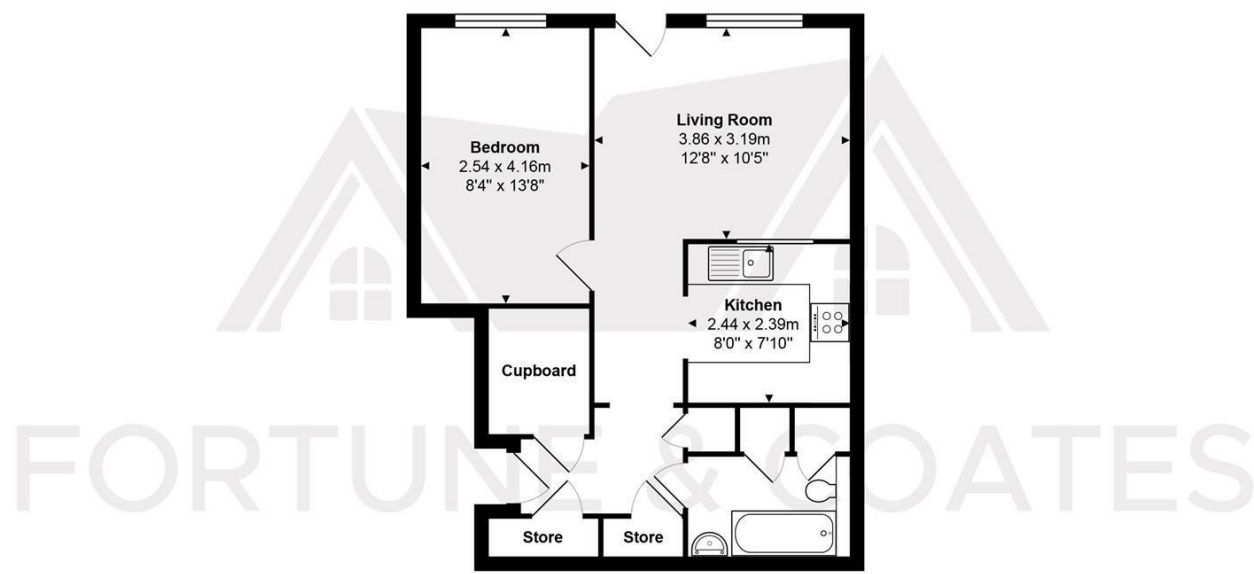 Living Room
3.86 x 3.19m
12'8" x 10'5"
Bedroom
2.54 x 4.16m
8'4" x 13'8"
Kitchen
2.44 x 2.39m
8'0" x 7'10"
Cupboard
FORTUNE & COATES
Store
Store